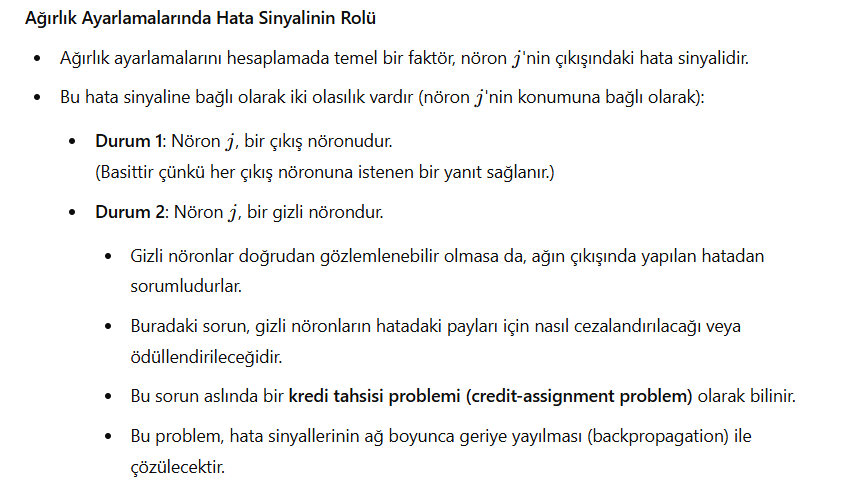 Ağırlık Ayarlamalarında Hata Sinyalinin Rolü
• Ağırlık ayarlamalarını hesaplamada temel bir faktör, nöron j'nin çıkışındaki hata sinyalidir.
• Bu hata sinyaline bağlı olarak iki olasılık vardır (nöron j'nin konumuna bağlı olarak):
• Durum 1: Nöron j, bir çıkış nöronudur.
(Basittir çünkü her çıkış nöronuna istenen bir yanıt sağlanır.)
• Durum 2: Nöron j, bir gizli nörondur.
• Gizli nöronlar doğrudan gözlemlenebilir olmasa da, ağın çıkışında yapılan hatadan
sorumludurlar.
• Buradaki sorun, gizli nöronların hatadaki payları için nasıl cezalandırılacağı veya
ödüllendirileceğidir.
• Bu sorun aslında bir kredi tahsisi problemi (credit-assignment problem) olarak bilinir.
• Bu problem, hata sinyallerinin ağ boyunca geriye yayılması (backpropagation) ile
çözülecektir.